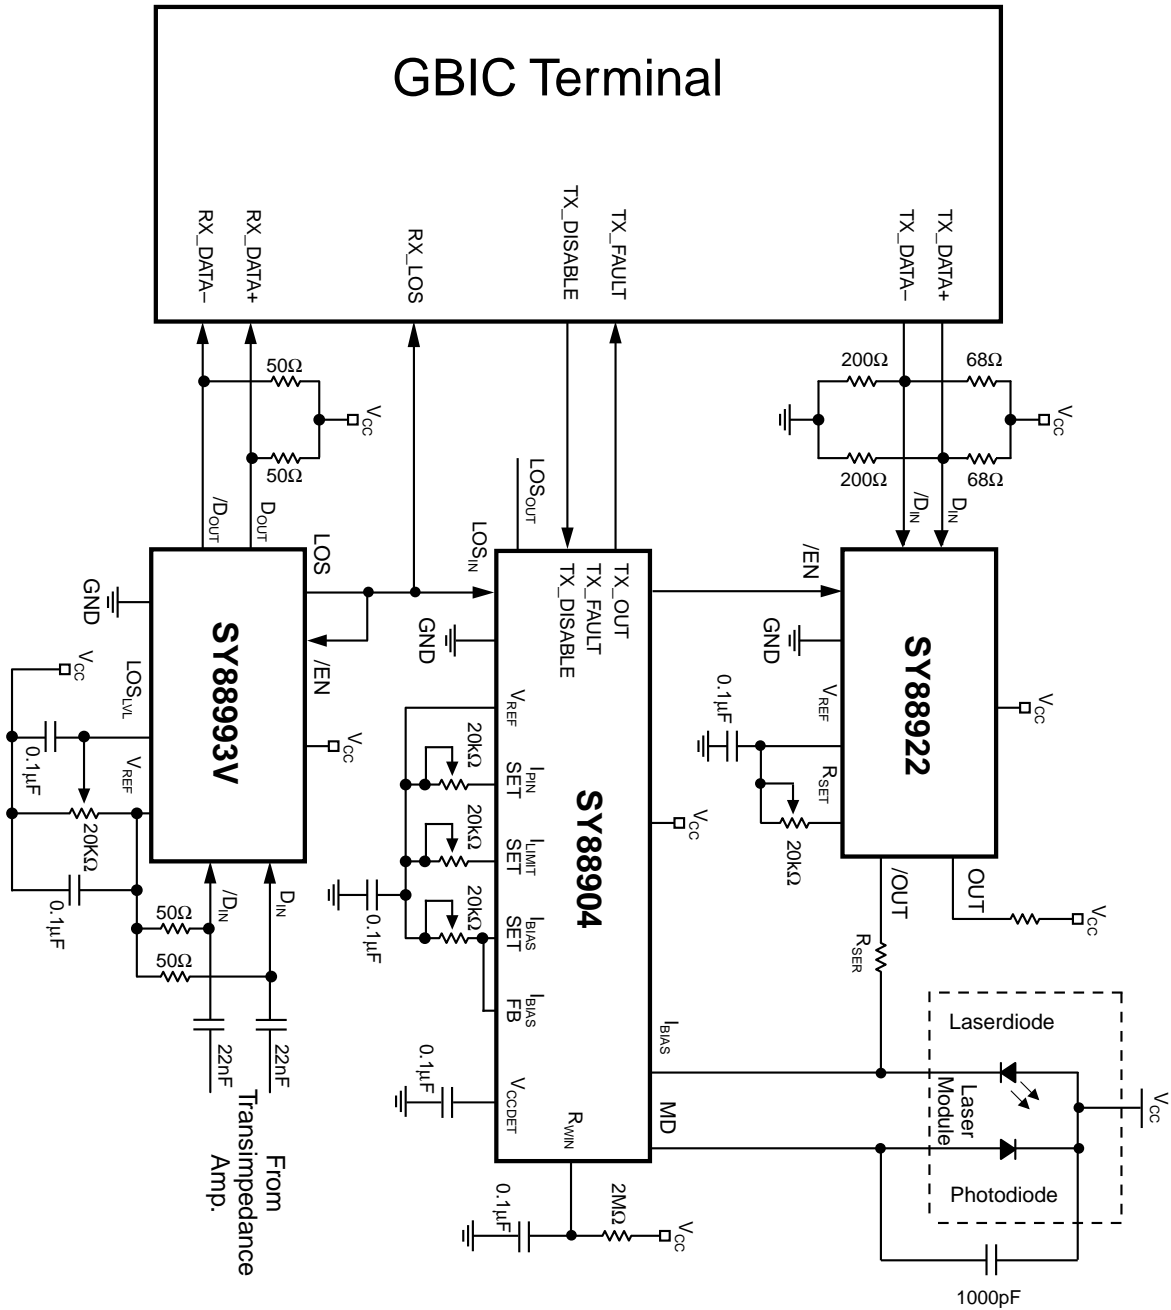 GBIC Terminal
RX_DATA–
RX_DATA+
RX_LOS
TX_DISABLE
TX_FAULT
TX_DATA–
TX_DATA+
50Ω
50Ω
VCC
200Ω
200Ω
68Ω
68Ω
VCC
/DOUT
DOUT
LOS
LOSIN
LOSOUT
/DIN
DIN
/EN
GND
SY88993V
/EN
VCC
LOSLVL
VREF
VCC
0.1µF
20KΩ
0.1µF
/DIN
DIN
50Ω
50Ω
22nF
22nF
From
Transimpedance
Amp.
TX_OUT
TX_FAULT
TX_DISABLE
GND
SY88904
VREF
IPIN
SET
ILIMIT
SET
IBIAS
SET
IBIAS
FB
VCCDET
RWIN
20kΩ
20kΩ
20kΩ
0.1µF
0.1µF
0.1µF
2MΩ
VCC
VCC
IBIAS
MD
GND
SY88922
VREF
RSET
VCC
0.1µF
20kΩ
/OUT
OUT
VCC
RSER
Laserdiode
Laser
Module
Photodiode
VCC
1000pF